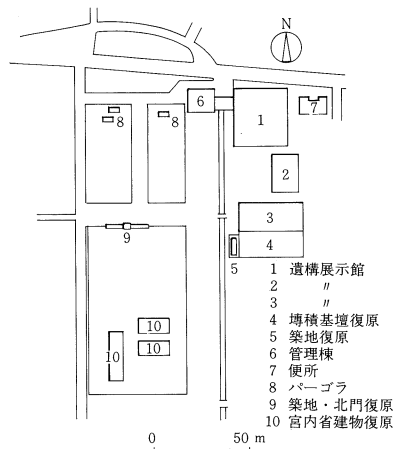 N
6
1
7
8
8
2
3
4
9
5
10
10
10
1 遺構展示館
2 〃
3 〃
4 塼積基壇復原
5 築地復原
6 管理棟
7 便所
8 パーゴラ
9 築地・北門復原
10 宮内省建物復原
0 50 m